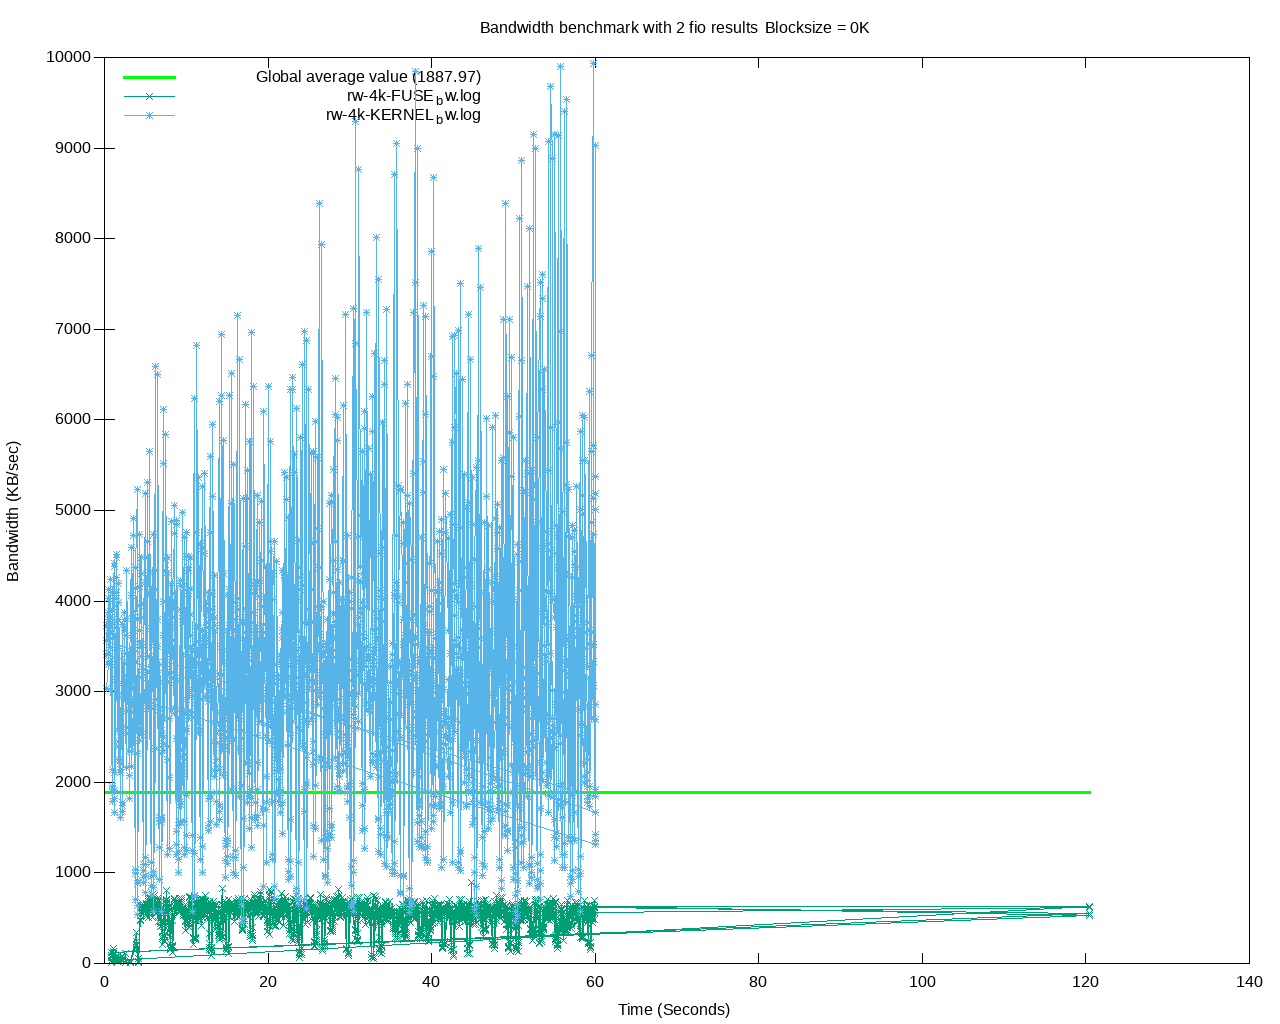 Bandwidth benchmark with 2 fio results Blocksize = 0K
10000
9000
8000
7000
6000
5000
4000
3000
2000
1000
0
Bandwidth (KB/sec)
Global average value (1887.97)
rw-4k-FUSE_bw.log
rw-4k-KERNEL_bw.log
0 20 40 60 80 100 120 140
Time (Seconds)